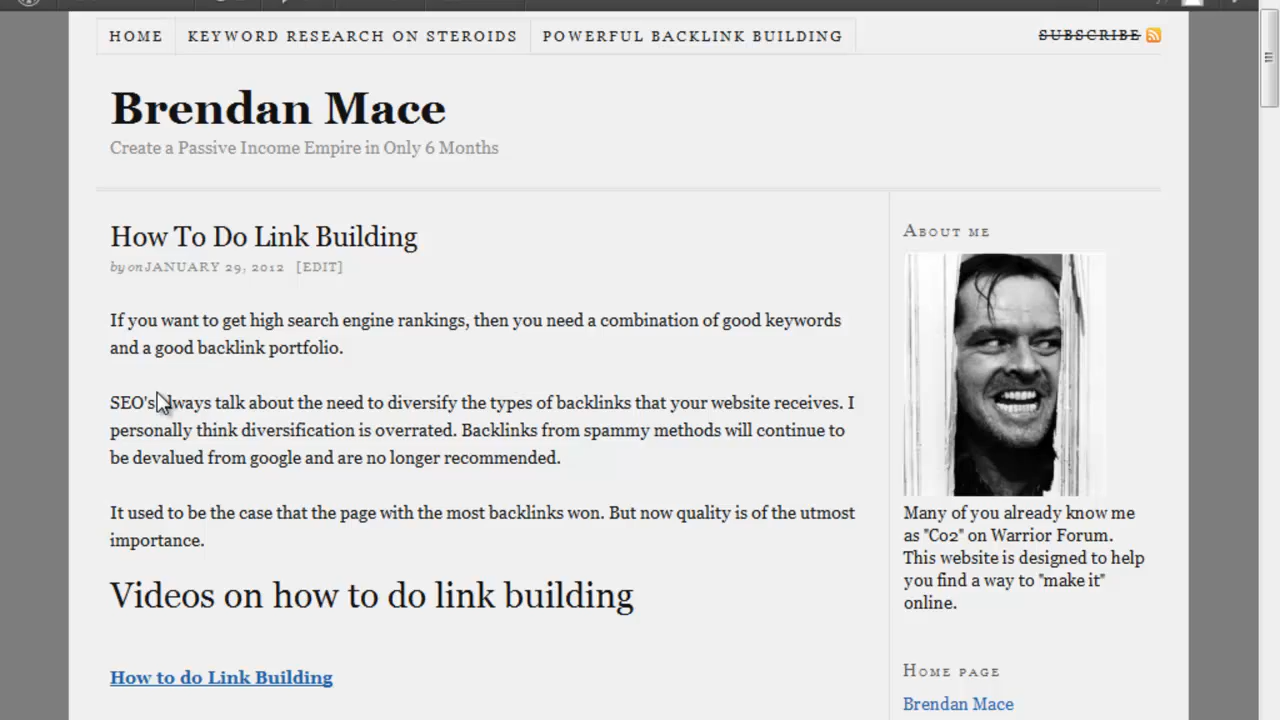 HOME KEYWORD RESEARCH ON STEROIDS POWERFUL BACKLINK BUILDING SUBSCRIBE
Brendan Mace
Create a Passive Income Empire in Only 6 Months
How To Do Link Building
by on JANUARY 29, 2012 [EDIT]
If you want to get high search engine rankings, then you need a combination of good keywords
and a good backlink portfolio.
SEO's always talk about the need to diversify the types of backlinks that your website receives. I
personally think diversification is overrated. Backlinks from spammy methods will continue to
be devalued from google and are no longer recommended.
It used to be the case that the page with the most backlinks won. But now quality is of the utmost
importance.
Videos on how to do link building
How to do Link Building
About me
Many of you already know me
as "Co2" on Warrior Forum.
This website is designed to help
you find a way to "make it"
online.
Home page
Brendan Mace